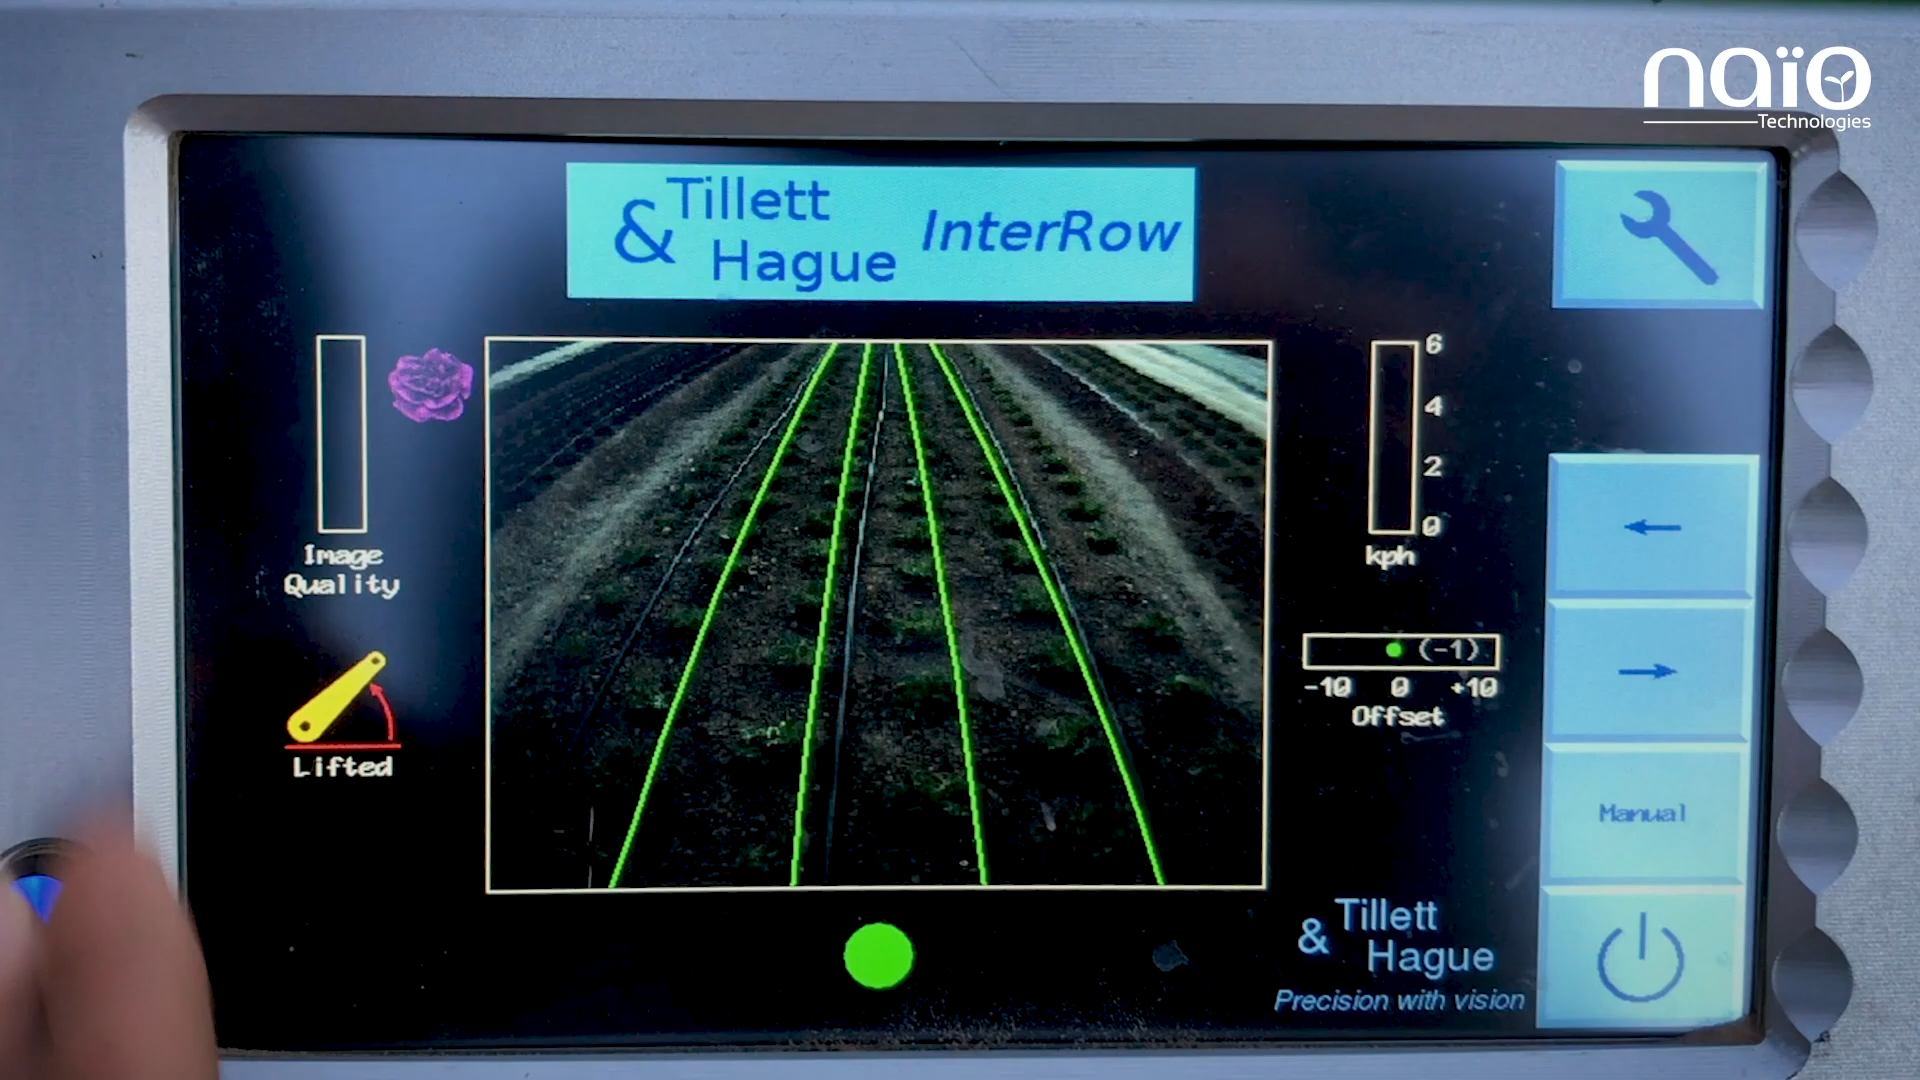 naïo
Technologies
& Tillett
Hague
InterRow
Image
Quality
Lifted
6
4
2
0
kph
(-1)
-10 0 +10
Offset
Manual
& Tillett
Hague
Precision with vision